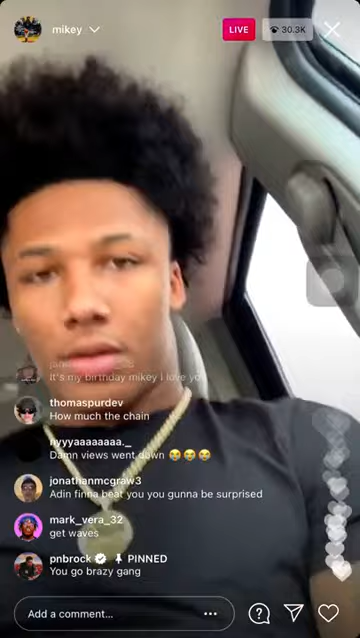 mikey
LIVE
30.3K
It's my birthday mikey I love yo
thomaspurdev
How much the chain
nyyyaaaaaaaa._
Damn views went down 😭😭😭
jonathanmcgraw3
Adin finna beat you you gunna be surprised
mark_vera_32
get waves
pnbrock PINNED
You go brazy gang
Add a comment...